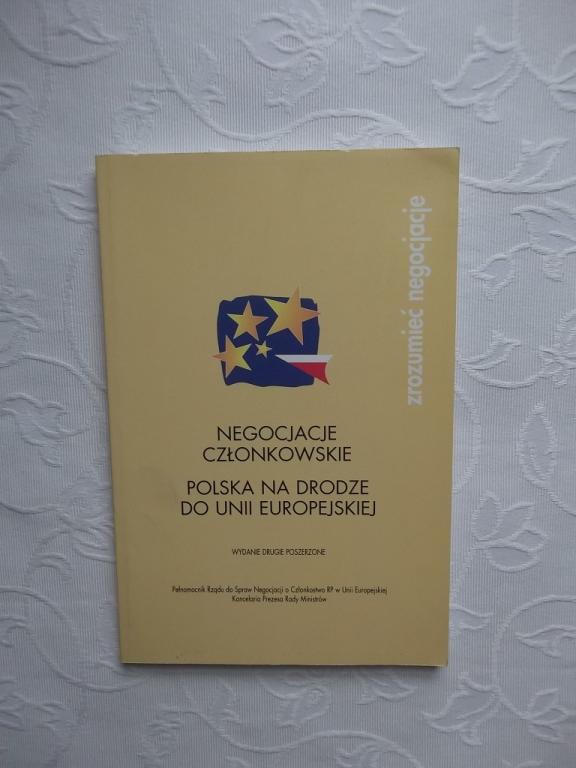 zrozumieć negocjacje
NEGOCJACJE
CZŁONKOWSKIE
POLSKA NA DRODZE
DO UNII EUROPEJSKIEJ
WYDANIE DRUGIE POSZERZONE
Pełnomocnik Rządu do Spraw Negocjacji o Członkostwo RP w Unii Europejskiej
Kancelaria Prezesa Rady Ministrów